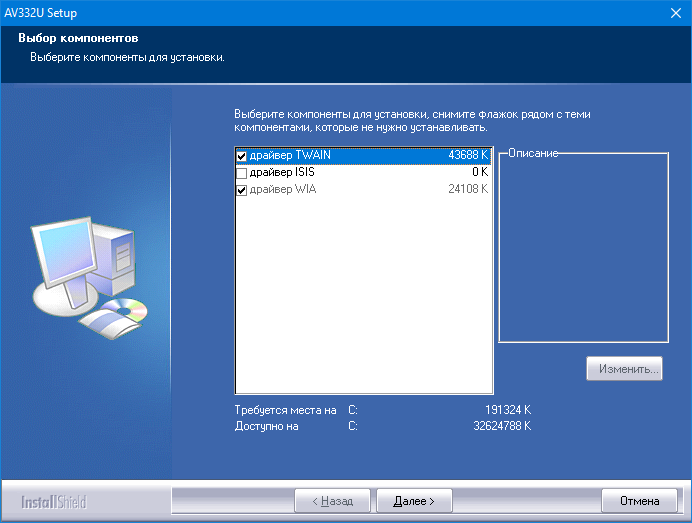 AV332U Setup
Выбор компонентов
Выберите компоненты для установки.
Выберите компоненты для установки, снимите флажок рядом с теми
компонентами, которые не нужно устанавливать.
драйвер TWAIN 43688 K
драйвер ISIS 0 K
драйвер WIA 24108 K
Описание
Изменить...
Требуется места на C: 191324 K
Доступно на C: 32624788 K
InstallShield
< Назад
Далее >
Отмена